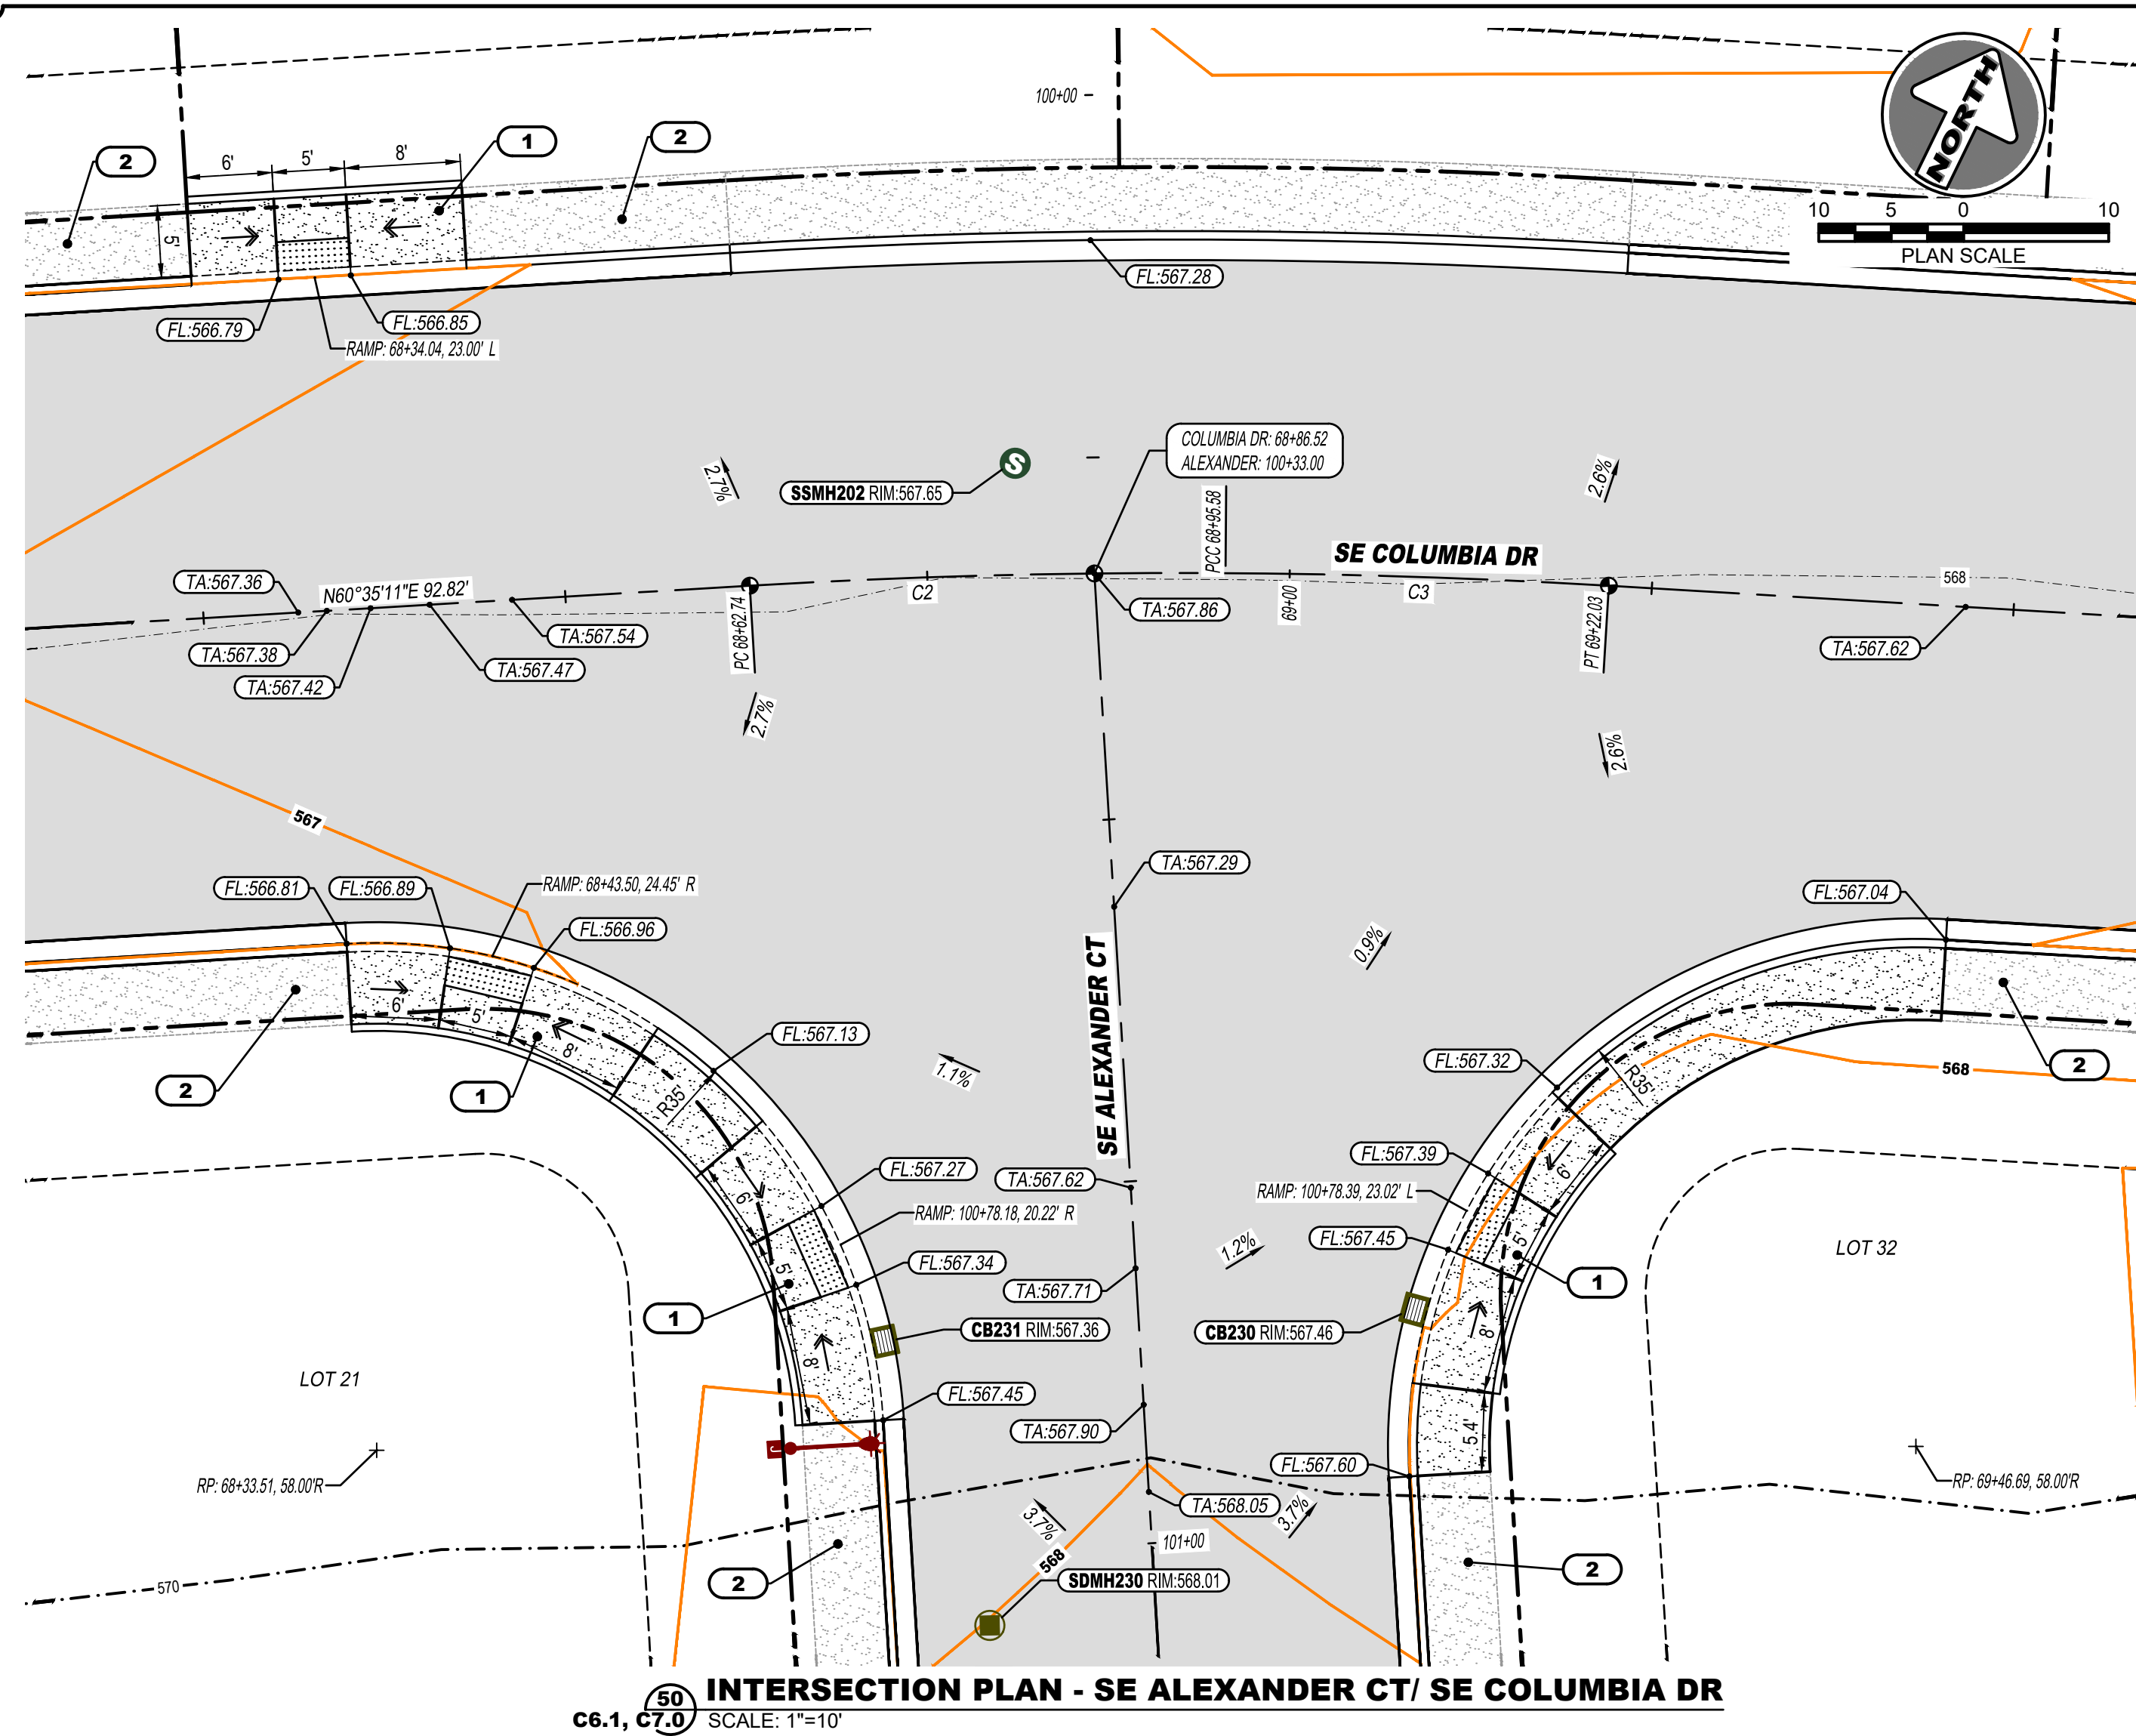 100+00
NORTH
10 5 0 10
PLAN SCALE
2
6' 5' 8'
1
2
5'
FL:566.79
FL:566.85
RAMP: 68+34.04, 23.00' L
FL:567.28
COLUMBIA DR: 68+86.52
ALEXANDER: 100+33.00
2.7%
S
SSMH202 RIM:567.65
2.6%
PCC 68+95.58
SE COLUMBIA DR
TA:567.36
N60°35'11"E 92.82'
C2
69+00
C3
568
TA:567.86
TA:567.54
TA:567.38
TA:567.47
TA:567.42
PC 68+62.74
PT 69+22.03
TA:567.62
2.7%
2.6%
567
TA:567.29
FL:566.81
FL:566.89
RAMP: 68+43.50, 24.45' R
FL:566.96
FL:567.04
SE ALEXANDER CT
0.9%
6'
5'
8'
FL:567.13
1.1%
2
1
R35'
FL:567.32
R35'
568
2
FL:567.27
TA:567.62
FL:567.39
6'
6'
RAMP: 100+78.18, 20.22' R
RAMP: 100+78.39, 23.02' L
1.2%
FL:567.45
5'
LOT 32
5'
FL:567.34
TA:567.71
1
1
CB231 RIM:567.36
CB230 RIM:567.46
8'
8'
LOT 21
FL:567.45
TA:567.90
5.4'
FL:567.60
RP: 68+33.51, 58.00'R
RP: 69+46.69, 58.00'R
TA:568.05
3.7%
3.7%
101+00
568
570
2
SDMH230 RIM:568.01
2
50
C6.1, C7.0
INTERSECTION PLAN - SE ALEXANDER CT/ SE COLUMBIA DR
SCALE: 1"=10'